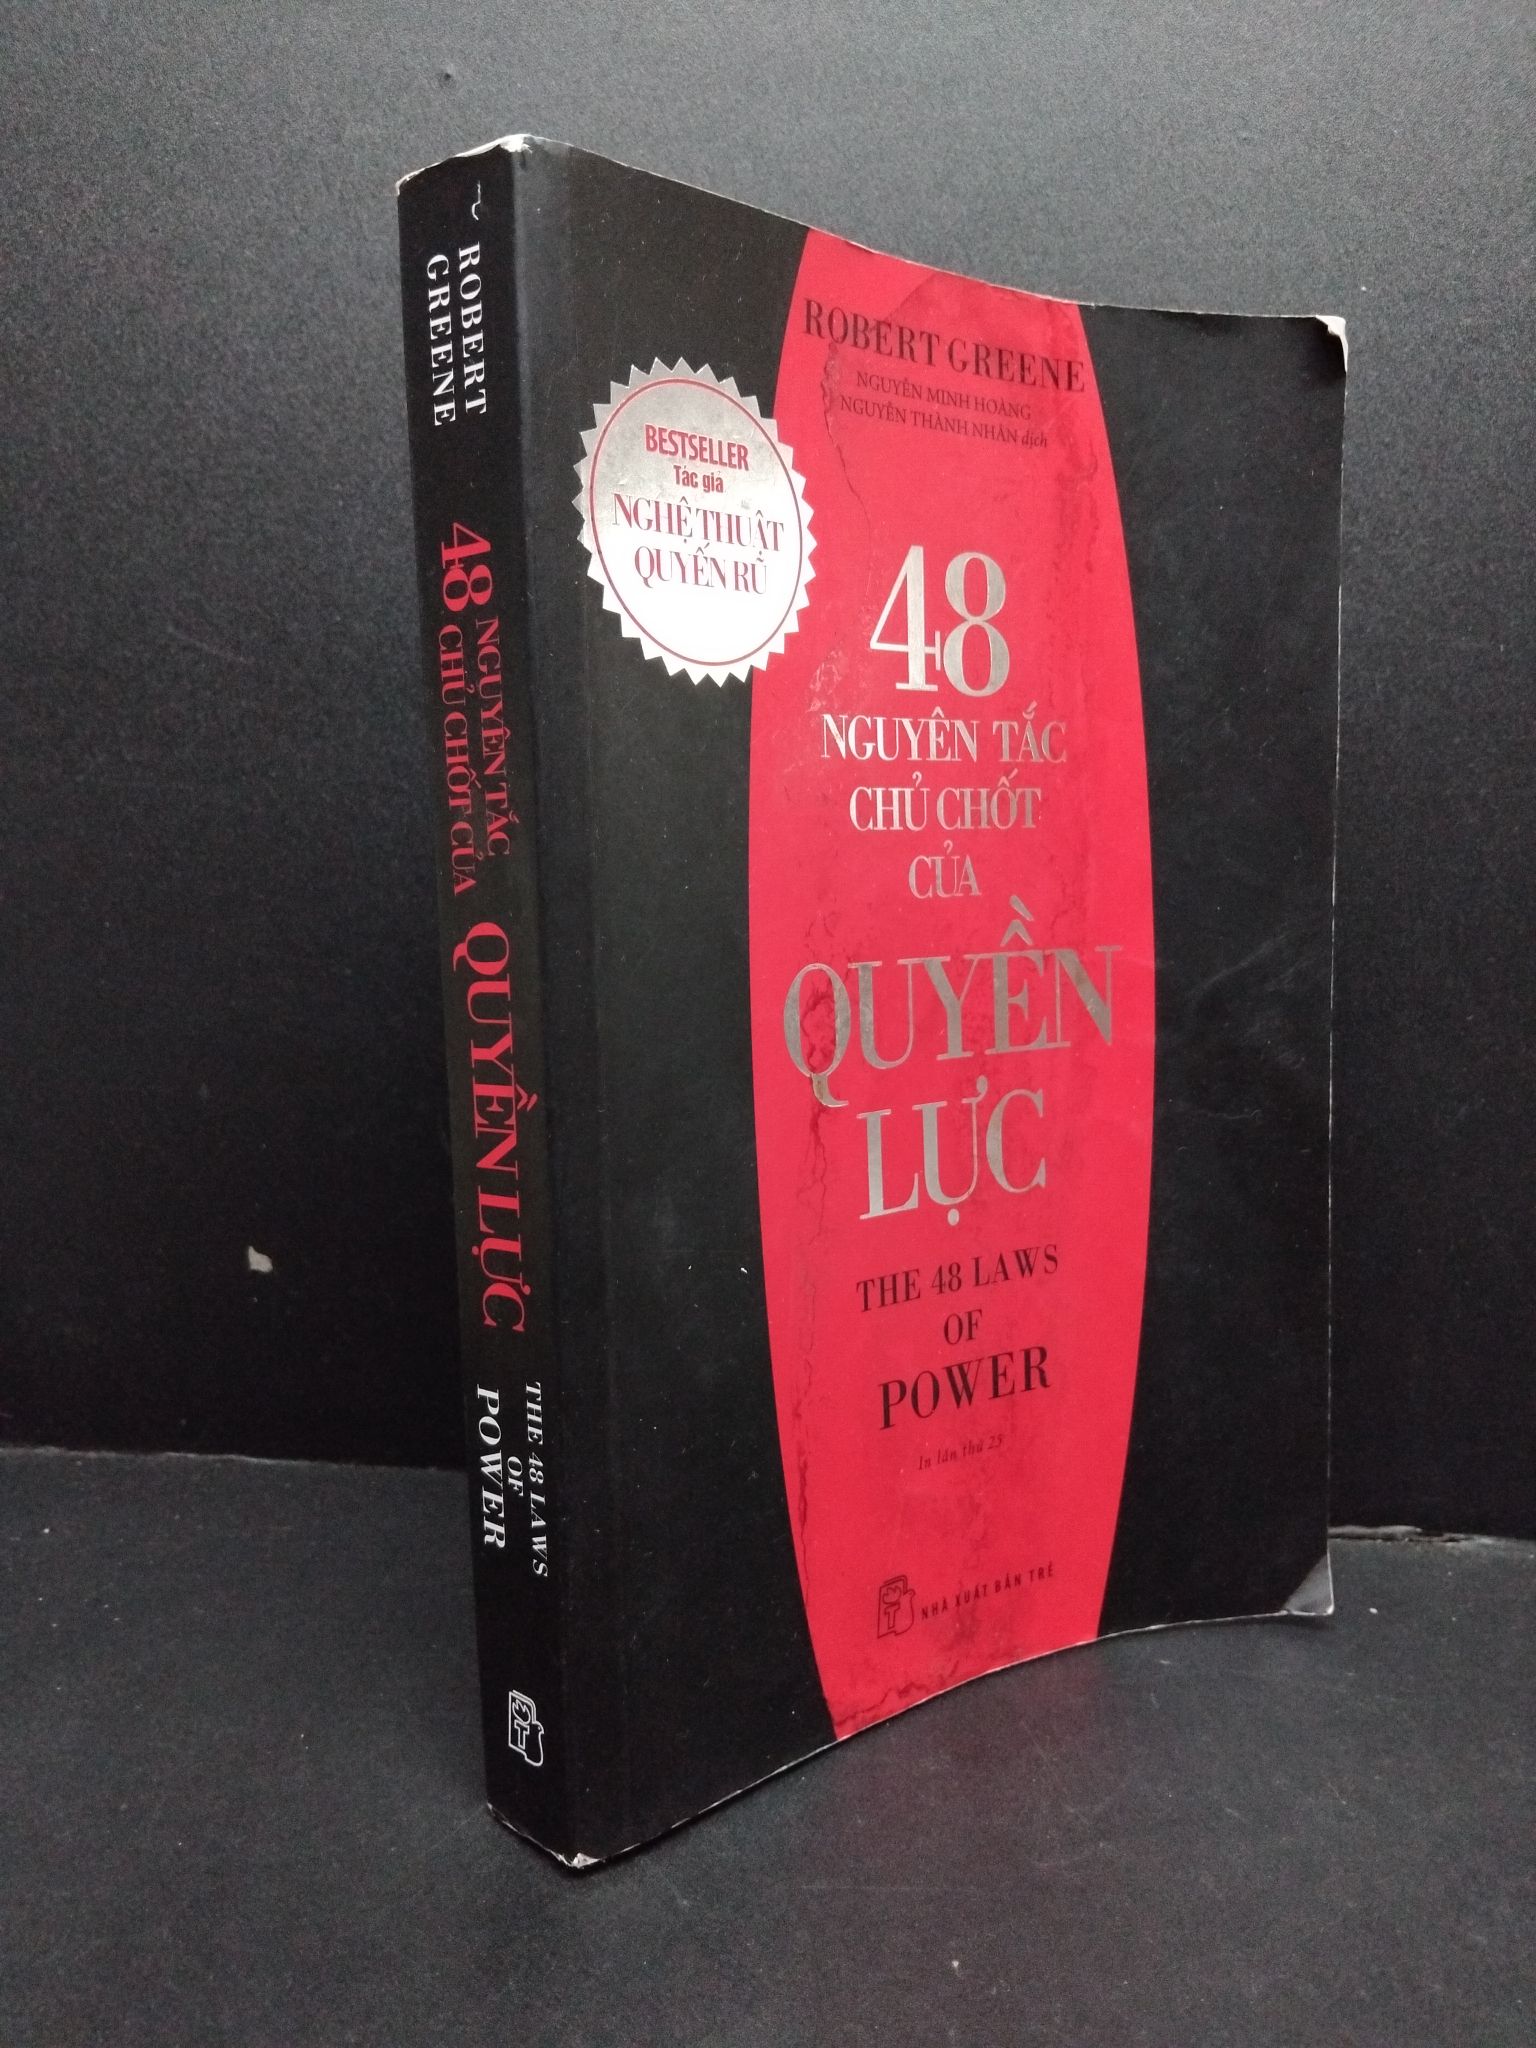 ROBERT
GREENE
48 NGUYÊN TẮC
CHỦ CHỐT CỦA
QUYỀN LỰC
THE 48 LAWS
OF
POWER
ROBERT GREENE
NGUYỄN MINH HOÀNG
NGUYỄN THÀNH NHÂN dịch
BESTSELLER
Tác giả
NGHỆ THUẬT
QUYẾN RŨ
48
NGUYÊN TẮC
CHỦ CHỐT
CỦA
QUYỀN
LỰC
THE 48 LAWS
OF
POWER
In lần thứ 25
NHÀ XUẤT BẢN TRẺ